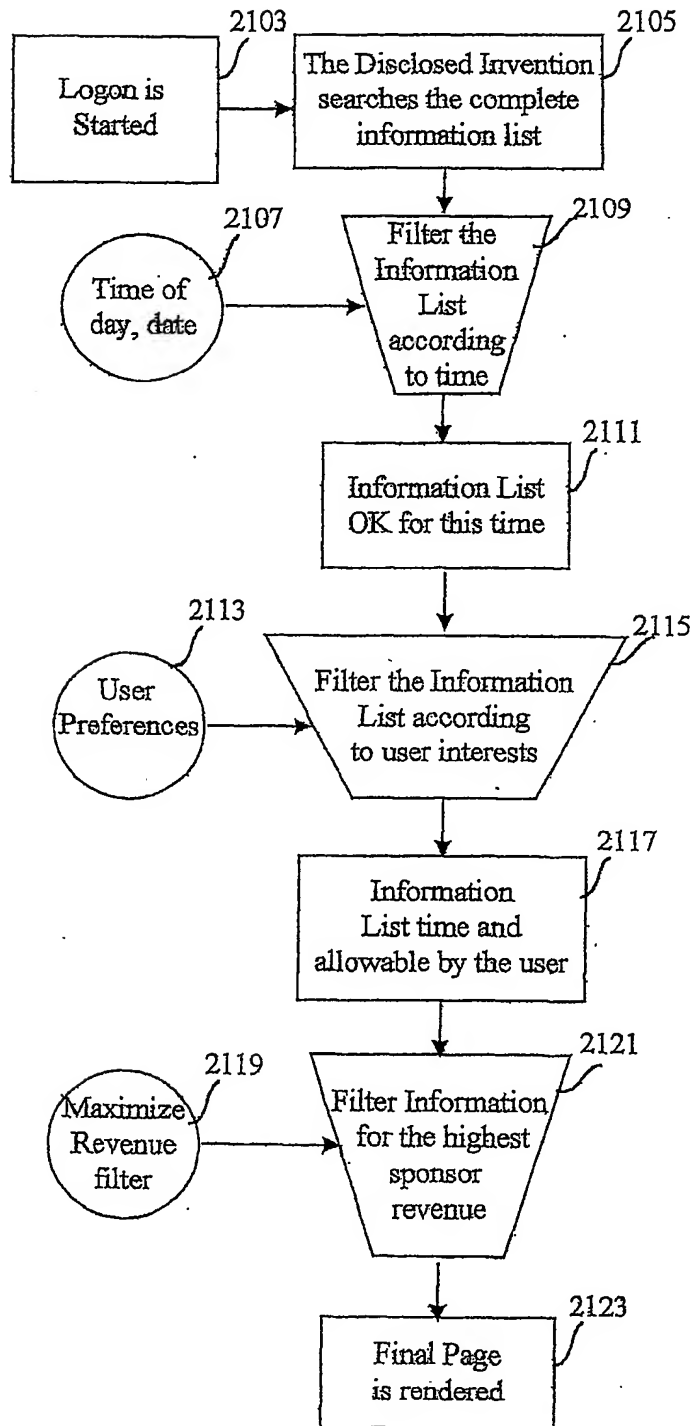 2103
Logon is
Started
2105
The Disclosed Invention
searches the complete
information list
2107
Time of
day, date
2109
Filter the
Information
List
according
to time
2111
Information List
OK for this time
2113
User
Preferences
2115
Filter the Information
List according
to user interests
2117
Information
List time and
allowable by the user
2119
Maximize
Revenue
filter
2121
Filter Information
for the highest
sponsor
revenue
2123
Final Page
is rendered